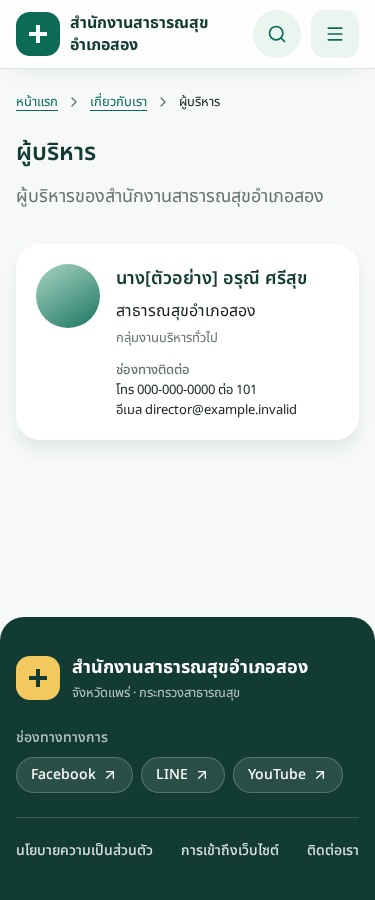 สำนักงานสาธารณสุข
อำเภอสอง
หน้าแรก
เกี่ยวกับเรา
ผู้บริหาร
ผู้บริหาร
ผู้บริหารของสำนักงานสาธารณสุขอำเภอสอง
นาง[ตัวอย่าง] อรุณี ศรีสุข
สาธารณสุขอำเภอสอง
กลุ่มงานบริหารทั่วไป
ช่องทางติดต่อ
โทร 000-000-0000 ต่อ 101
อีเมล director@example.invalid
สำนักงานสาธารณสุขอำเภอสอง
จังหวัดแพร่ · กระทรวงสาธารณสุข
ช่องทางทางการ
Facebook
LINE
YouTube
นโยบายความเป็นส่วนตัว
การเข้าถึงเว็บไซต์
ติดต่อเรา